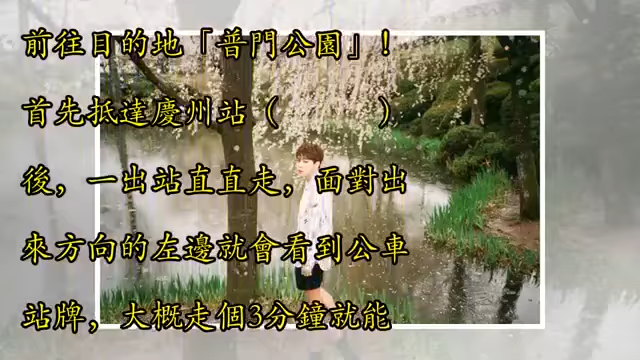 前往目的地「普門公園」！
首先抵達慶州站（　　　）
後，一出站直直走，面對出
來方向的左邊就會看到公車
站牌，大概走個3分鐘就能